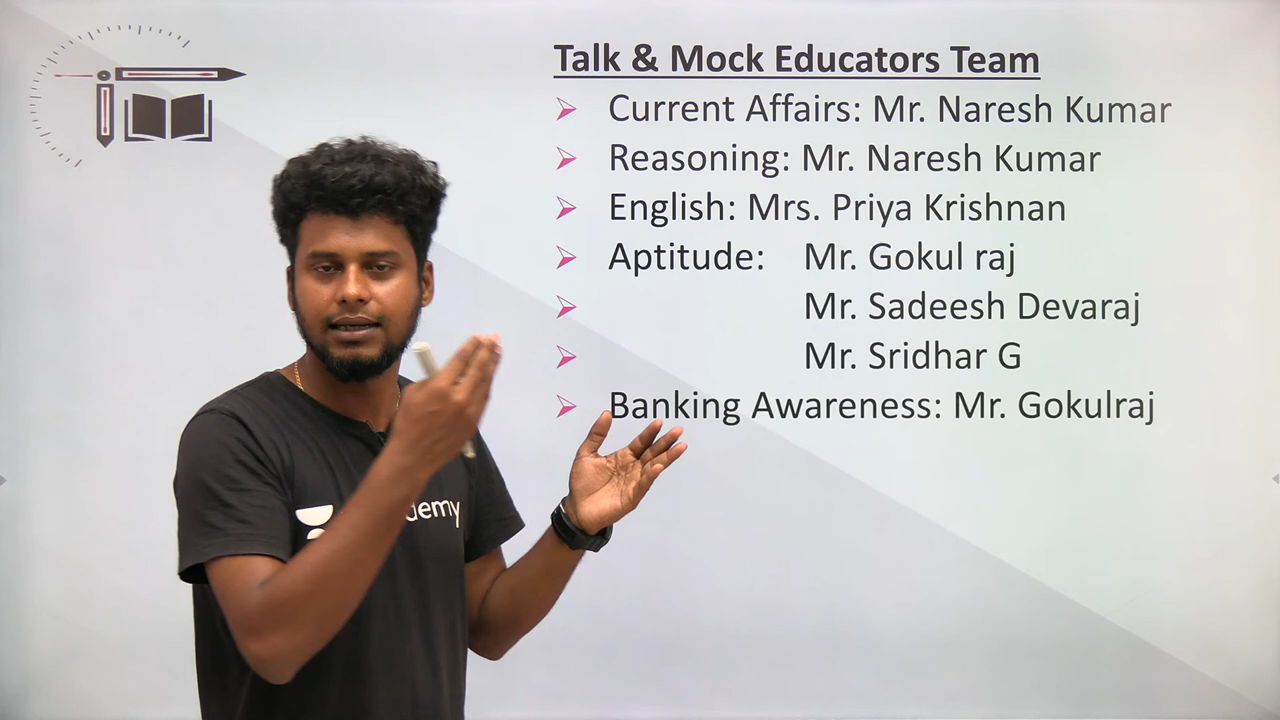 Talk & Mock Educators Team
Current Affairs: Mr. Naresh Kumar
Reasoning: Mr. Naresh Kumar
English: Mrs. Priya Krishnan
Aptitude: Mr. Gokul raj
Mr. Sadeesh Devaraj
Mr. Sridhar G
Banking Awareness: Mr. Gokulraj